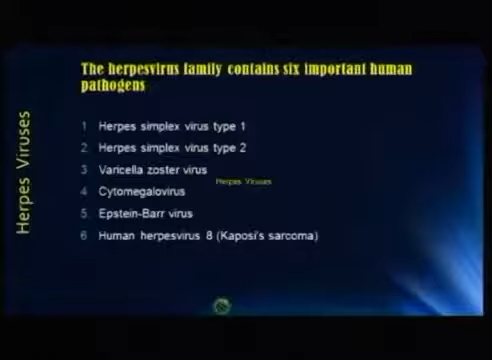 The herpesvirus family contains six important human
pathogens
Herpes Viruses
1 Herpes simplex virus type 1
2 Herpes simplex virus type 2
3 Varicella zoster virus
Herpes Viruses
4 Cytomegalovirus
5 Epstein-Barr virus
6 Human herpesvirus 8 (Kaposi's sarcoma)